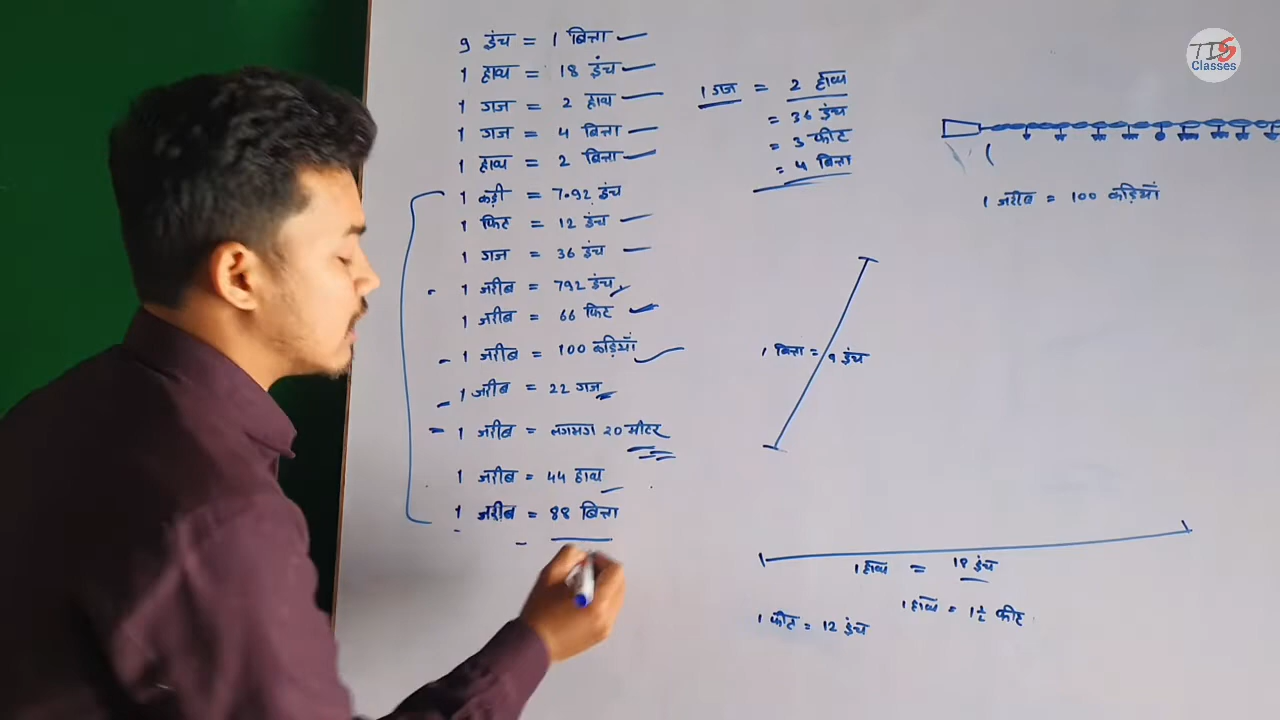 9 इंच = 1 बित्ता
1 हाथ = 18 इंच
1 गज = 2 हाथ
1 गज = 4 बित्ता
1 हाथ = 2 बित्ता
1 कड़ी = 7.92 इंच
1 फिट = 12 इंच
1 गज = 36 इंच
1 जरीब = 792 इंच
1 जरीब = 66 फिट
1 जरीब = 100 कड़ियाँ
1 जरीब = 22 गज
1 जरीब = लगभग 20 मीटर
1 जरीब = 44 हाथ
1 जरीब = 88 बित्ता
1 गज = 2 हाथ
= 36 इंच
= 3 फीट
= 4 बित्ता
TIS
Classes
1 जरीब = 100 कड़ियाँ
1 बित्ता = 9 इंच
1 हाथ = 18 इंच
1 हाथ = 1 1/2 फीट
1 फीट = 12 इंच